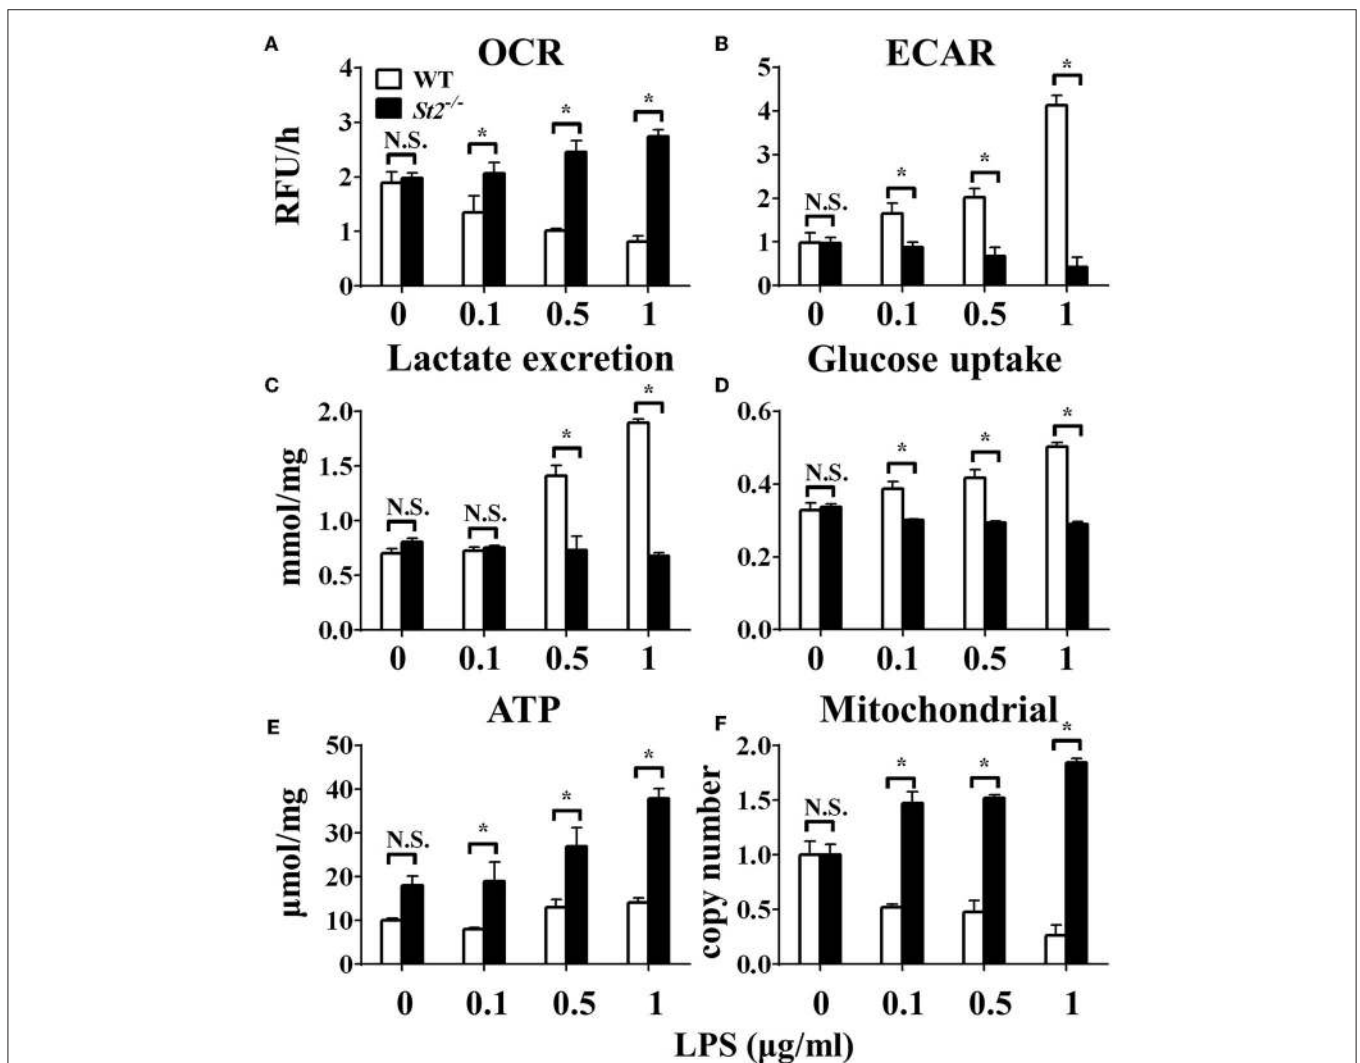 A
OCR
4
3
2
1
0
RFU/h
WT
St2-/-
N.S.
*
*
*
0
0.1
0.5
1
B
ECAR
5
4
3
2
1
0
N.S.
*
*
*
0
0.1
0.5
1
C
Lactate excretion
2.0
1.5
1.0
0.5
0.0
mmol/mg
N.S.
N.S.
*
*
0
0.1
0.5
1
D
Glucose uptake
0.6
0.4
0.2
0.0
N.S.
*
*
*
0
0.1
0.5
1
E
ATP
50
40
30
20
10
0
µmol/mg
N.S.
*
*
*
0
0.1
0.5
1
F
Mitochondrial
2.0
1.5
1.0
0.5
0.0
copy number
N.S.
*
*
*
0
0.1
0.5
1
LPS (µg/ml)